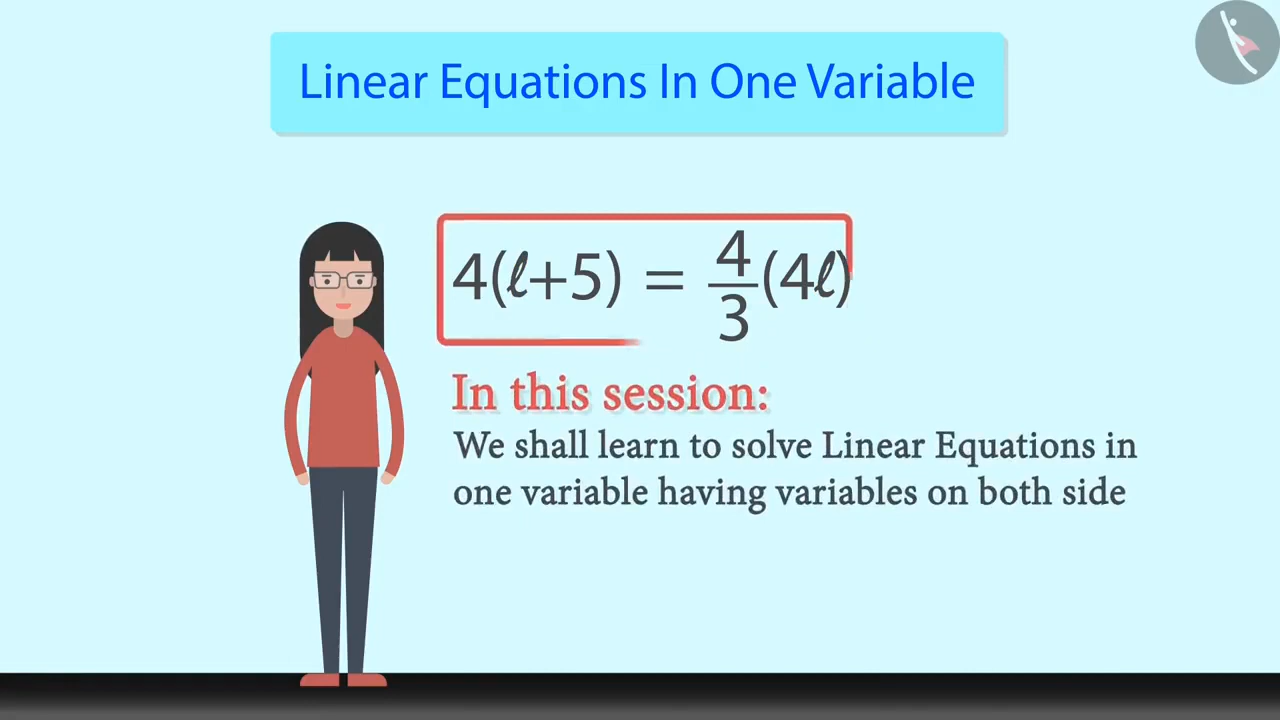 Linear Equations In One Variable
4(ℓ+5) = 4/3(4ℓ)
In this session:
We shall learn to solve Linear Equations in
one variable having variables on both side